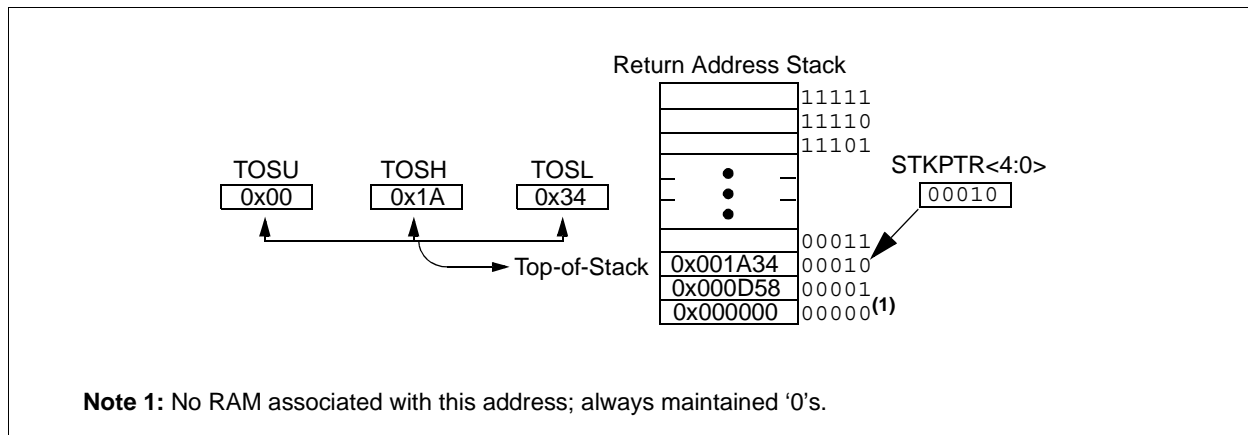 Return Address Stack
11111
11110
11101
TOSU TOSH TOSL STKPTR<4:0>
0x00 0x1A 0x34 00010
00011
Top-of-Stack 0x001A34 00010
0x000D58 00001
0x000000 00000(1)
Note 1: No RAM associated with this address; always maintained ‘0’s.